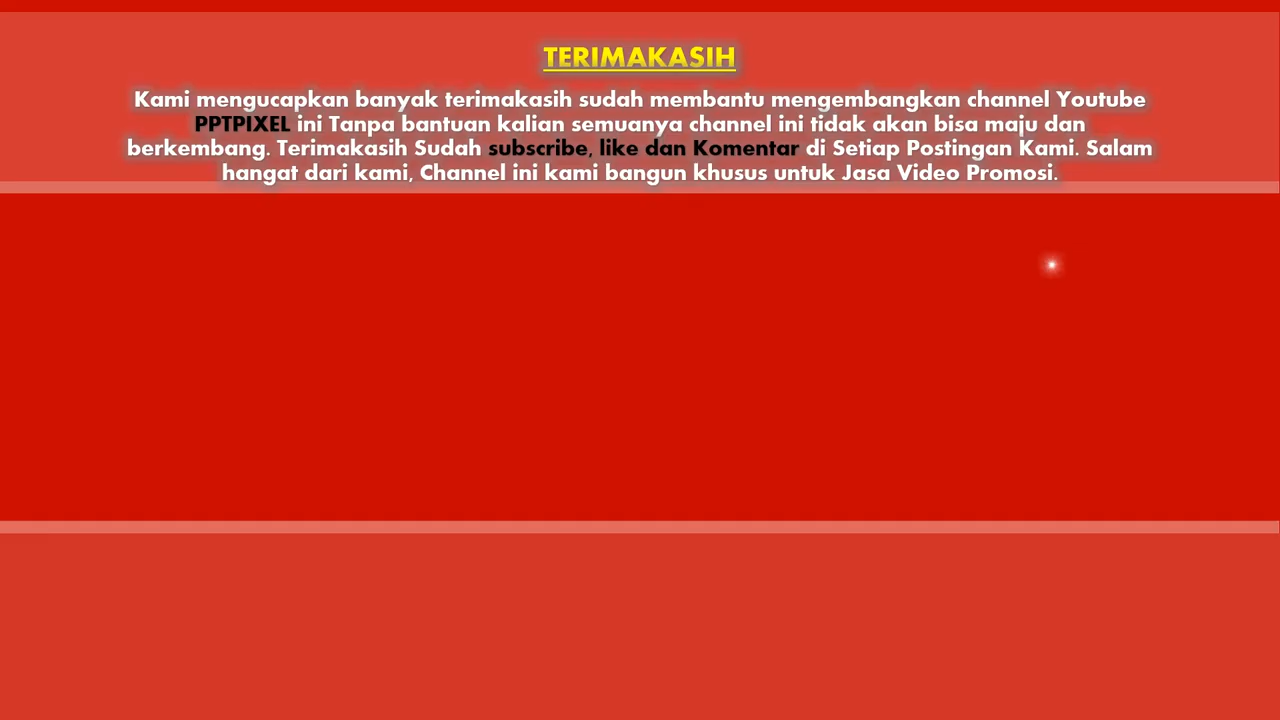 TERIMAKASIH
Kami mengucapkan banyak terimakasih sudah membantu mengembangkan channel Youtube
PPTPIXEL ini Tanpa bantuan kalian semuanya channel ini tidak akan bisa maju dan
berkembang. Terimakasih Sudah subscribe, like dan Komentar di Setiap Postingan Kami. Salam
hangat dari kami, Channel ini kami bangun khusus untuk Jasa Video Promosi.